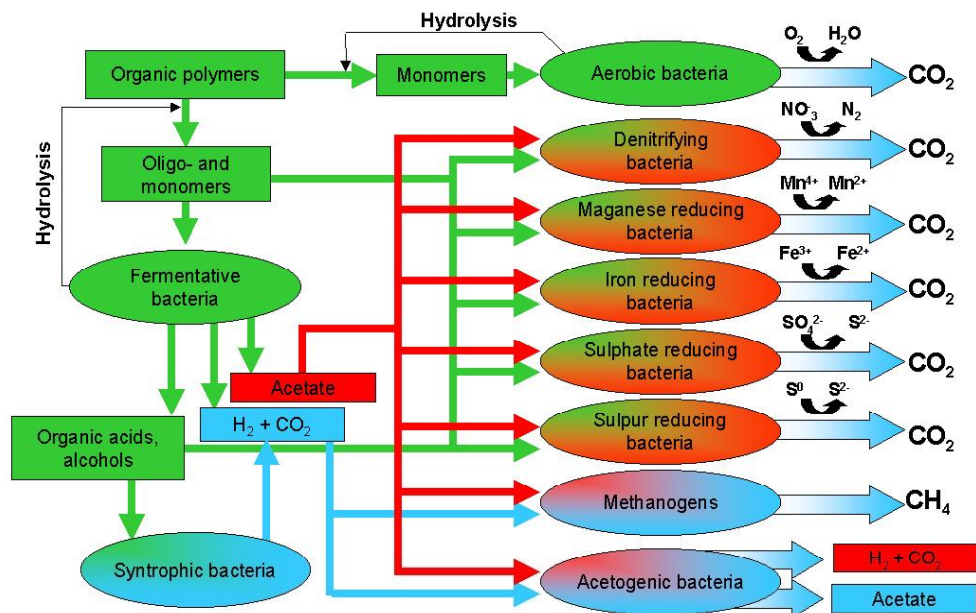 Hydrolysis
Organic polymers
Monomers
Aerobic bacteria
O₂ H₂O
CO₂
Hydrolysis
Oligo- and
monomers
Denitrifying
bacteria
NO⁻₃ N₂
CO₂
Maganese reducing
bacteria
Mn⁴⁺ Mn²⁺
CO₂
Fermentative
bacteria
Iron reducing
bacteria
Fe³⁺ Fe²⁺
CO₂
Acetate
Sulphate reducing
bacteria
SO₄²⁻ S²⁻
CO₂
H₂ + CO₂
Organic acids,
alcohols
Sulpur reducing
bacteria
S⁰ S²⁻
CO₂
Methanogens
CH₄
Syntrophic bacteria
Acetogenic bacteria
H₂ + CO₂
Acetate